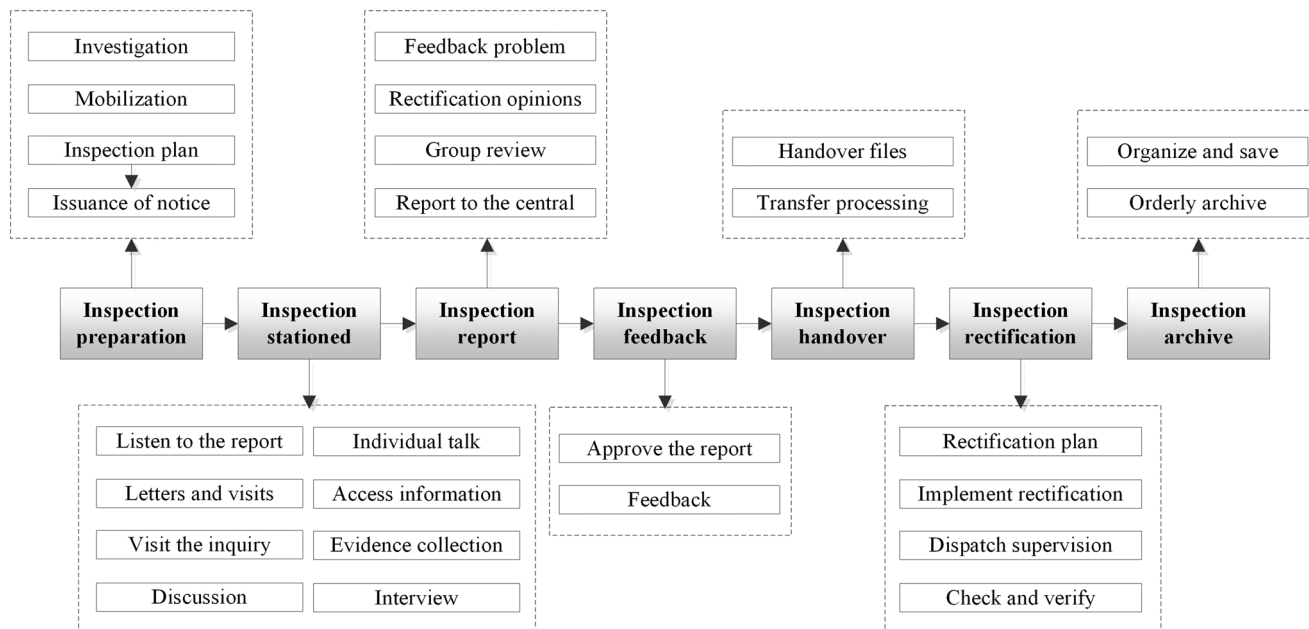 Investigation
Mobilization
Inspection plan
Issuance of notice
Feedback problem
Rectification opinions
Group review
Report to the central
Handover files
Transfer processing
Organize and save
Orderly archive
Inspection
preparation
Inspection
stationed
Inspection
report
Inspection
feedback
Inspection
handover
Inspection
rectification
Inspection
archive
Listen to the report
Individual talk
Letters and visits
Access information
Visit the inquiry
Evidence collection
Discussion
Interview
Approve the report
Feedback
Rectification plan
Implement rectification
Dispatch supervision
Check and verify